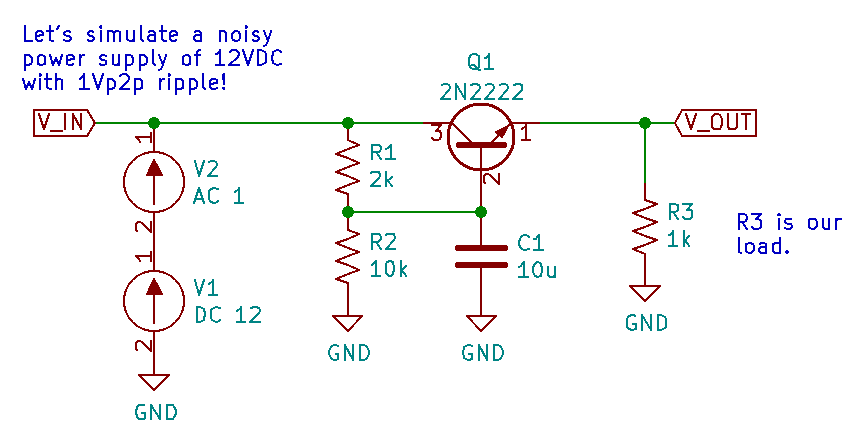 Let's simulate a noisy
power supply of 12VDC
with 1Vp2p ripple!
V_IN
1
V2
AC 1
2
1
V1
DC 12
2
GND
R1
2k
R2
10k
GND
Q1
2N2222
3
1
2
C1
10u
GND
V_OUT
R3
1k
GND
R3 is our
load.